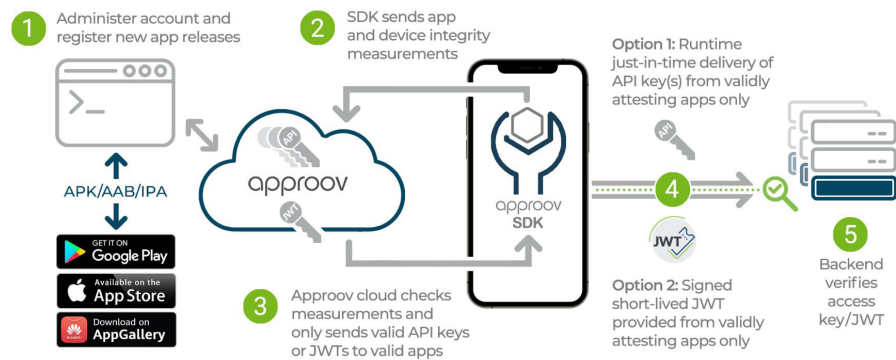 1
Administer account and
register new app releases
>_
APK/AAB/IPA
GET IT ON
Google Play
Available on the
App Store
HUAWEI
Download on
AppGallery
2
SDK sends app
and device integrity
measurements
API
approov
JWT
3
Approov cloud checks
measurements and
only sends valid API keys
or JWTs to valid apps
approov
SDK
Option 1: Runtime
just-in-time delivery of
API key(s) from validly
attesting apps only
API
4
JWT
Option 2: Signed
short-lived JWT
provided from validly
attesting apps only
5
Backend
verifies
access
key/JWT